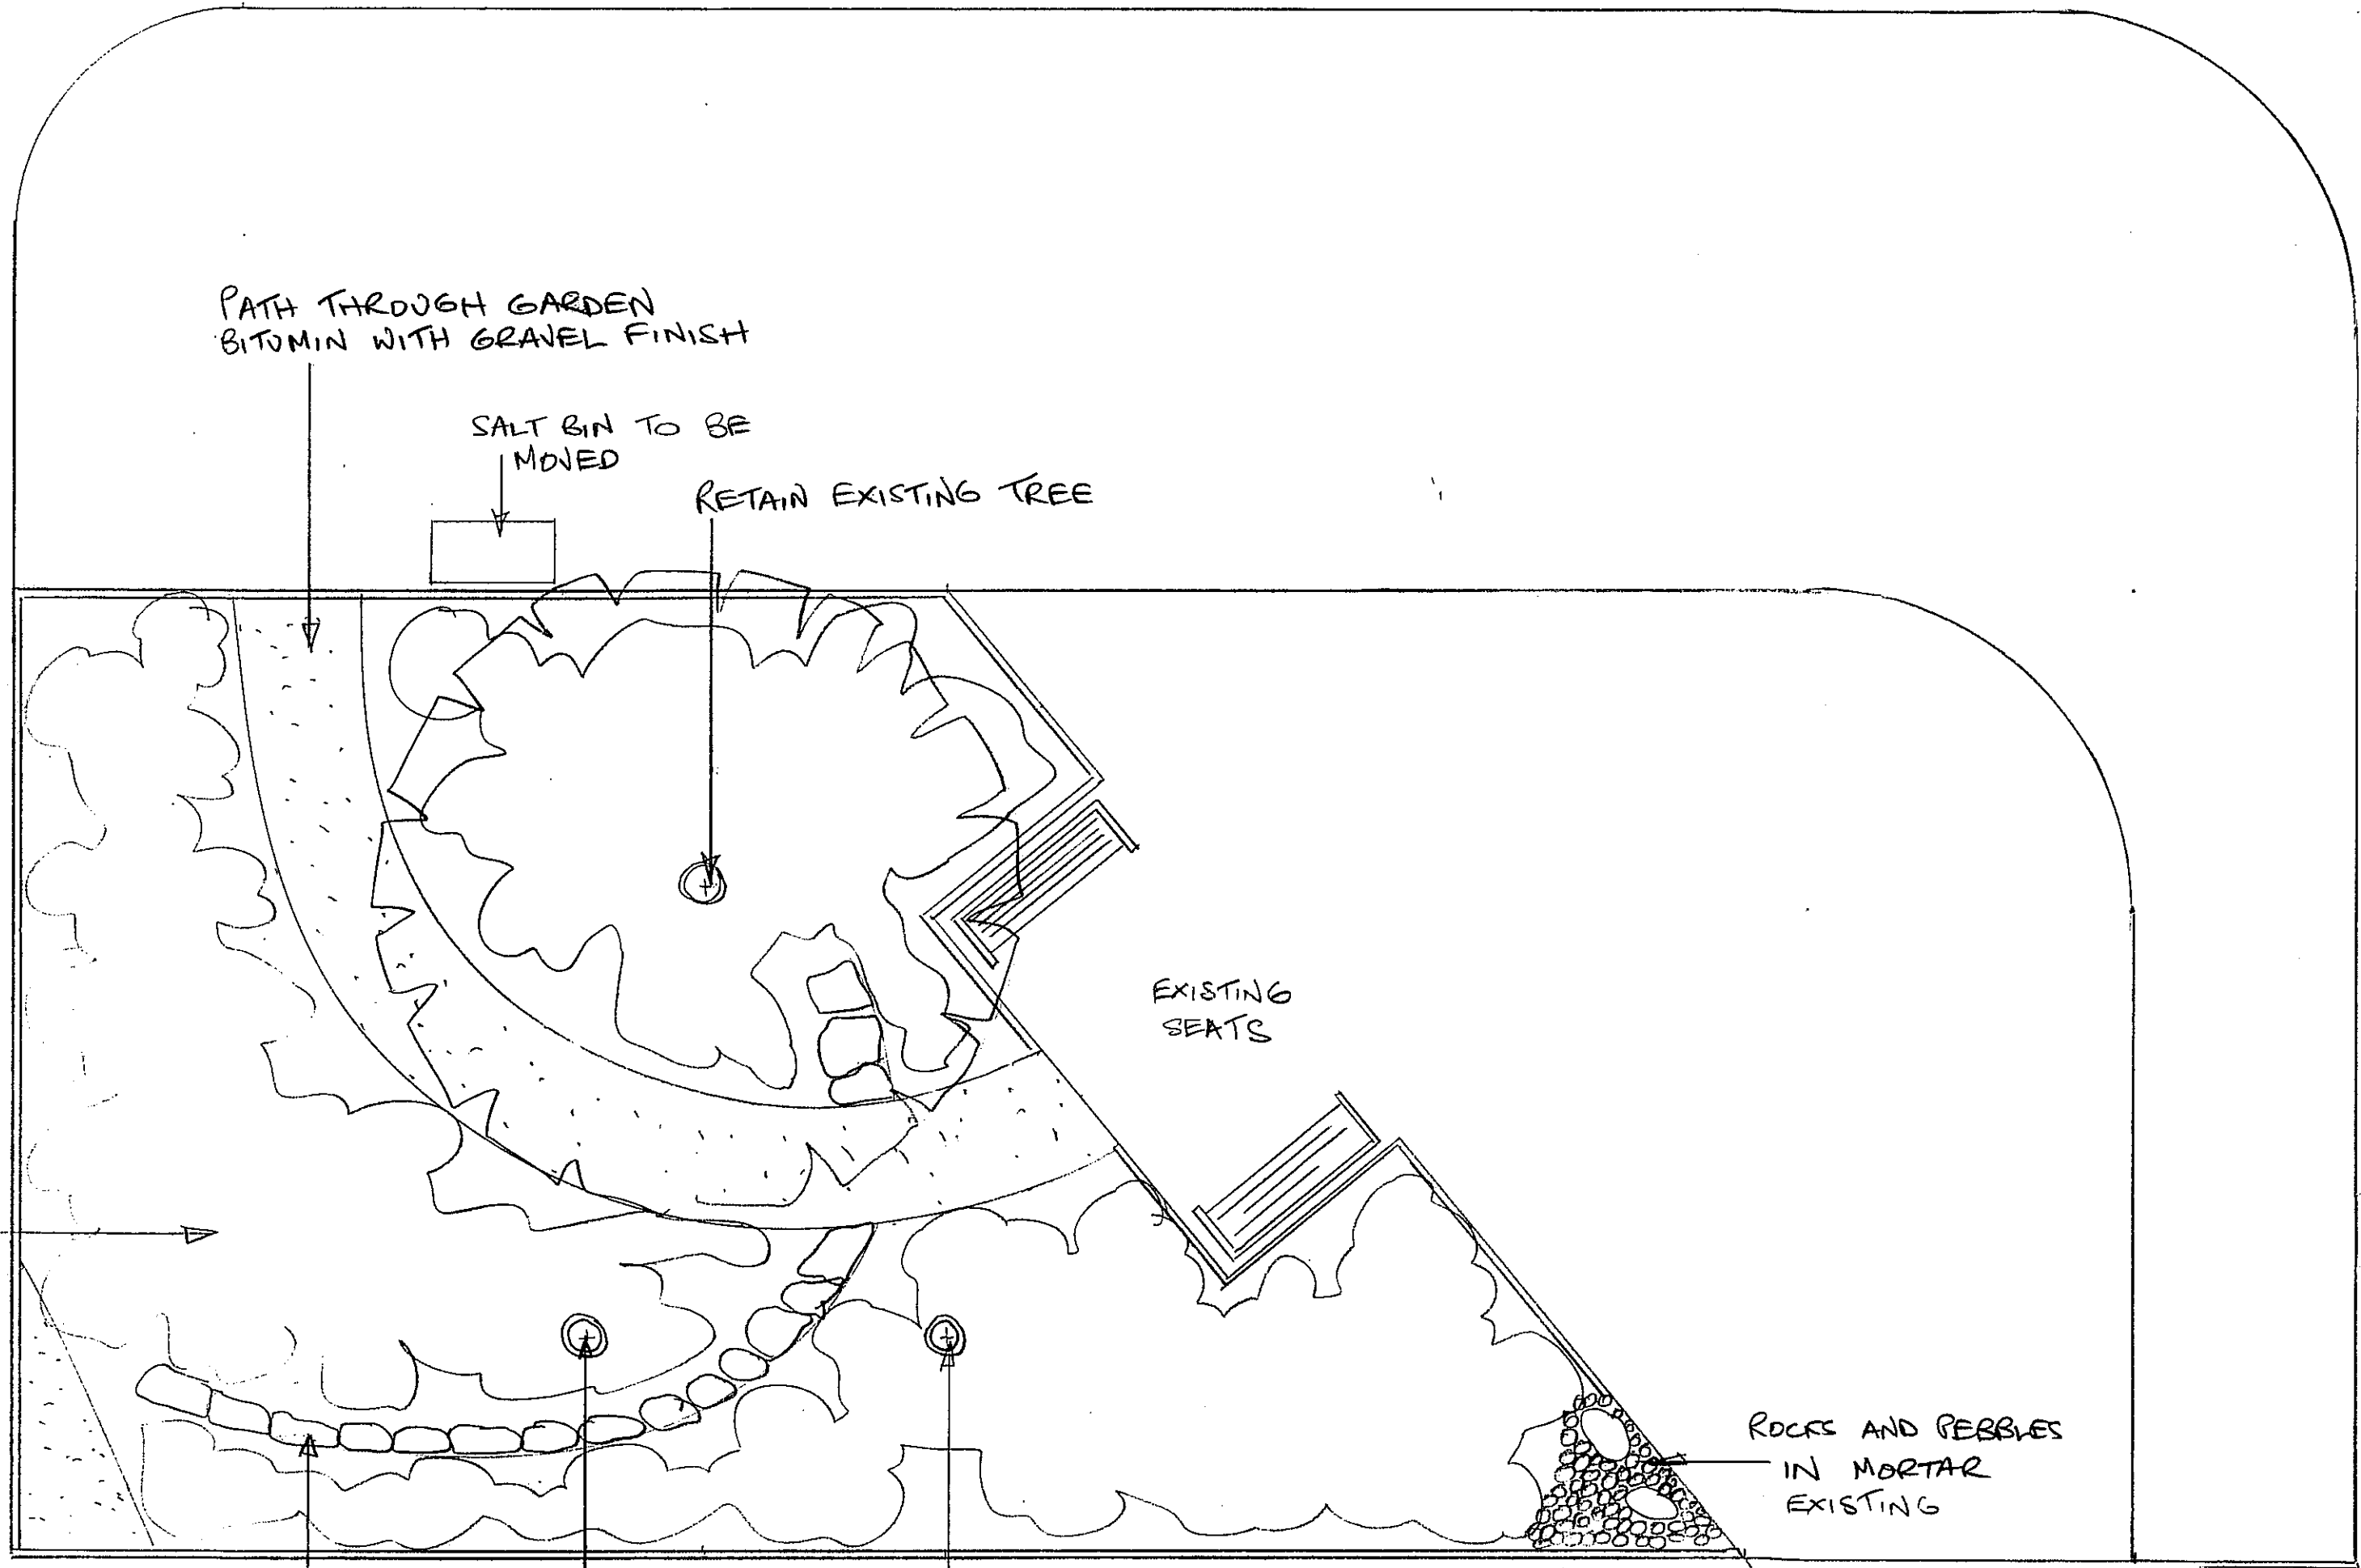 PATH THROUGH GARDEN
BITUMIN WITH GRAVEL FINISH
SALT BIN TO BE
MOVED
RETAIN EXISTING TREE
EXISTING
SEATS
ROCKS AND PEBBLES
IN MORTAR
EXISTING